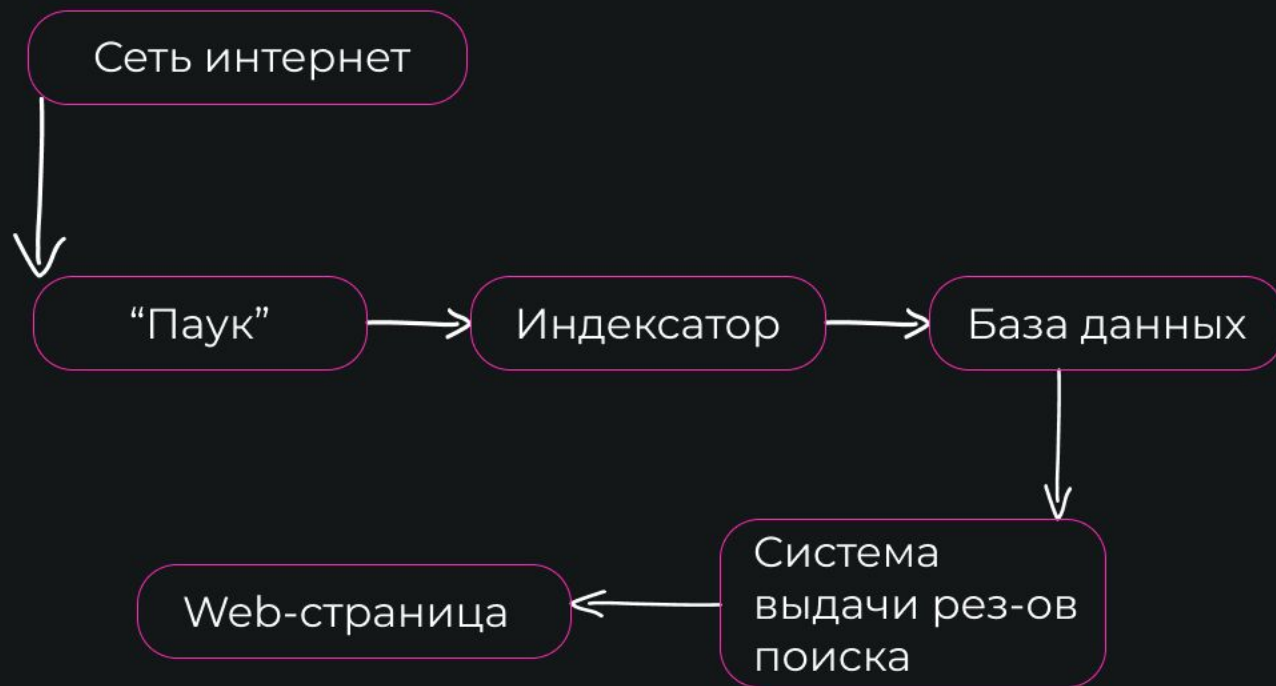 Сеть интернет
“Паук”
Индексатор
База данных
Система
выдачи рез-ов
поиска
Web-страница